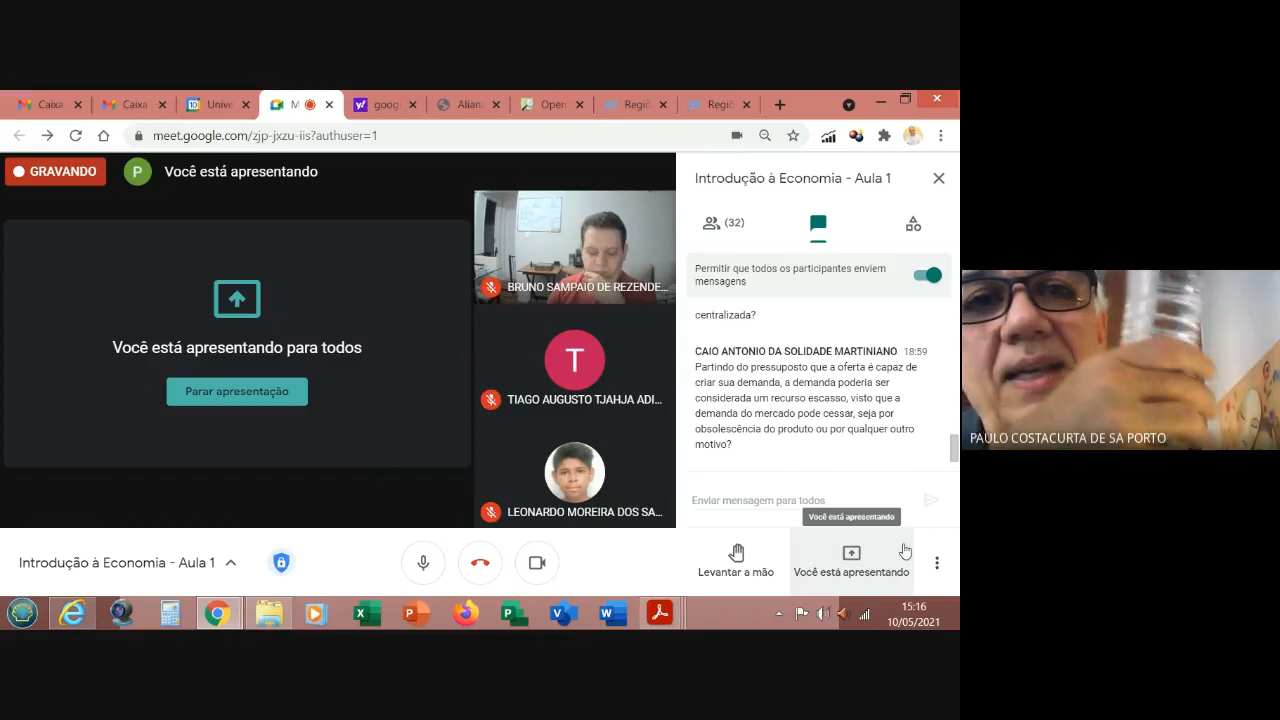 Caixa
Caixa
Unive
M
googl
Alian
Open
Regiõ
Regiõ
meet.google.com/zjp-jxzu-iis?authuser=1
GRAVANDO
P
Você está apresentando
Você está apresentando para todos
Parar apresentação
BRUNO SAMPAIO DE REZENDE...
T
TIAGO AUGUSTO TJAHJA ADI...
LEONARDO MOREIRA DOS SA...
Introdução à Economia - Aula 1
(32)
Permitir que todos os participantes enviem
mensagens
centralizada?
CAIO ANTONIO DA SOLIDADE MARTINIANO 18:59
Partindo do pressuposto que a oferta é capaz de
criar sua demanda, a demanda poderia ser
considerada um recurso escasso, visto que a
demanda do mercado pode cessar, seja por
obsolescência do produto ou por qualquer outro
motivo?
Enviar mensagem para todos
Você está apresentando
Introdução à Economia - Aula 1
Levantar a mão
Você está apresentando
15:16
10/05/2021
PAULO COSTACURTA DE SA PORTO